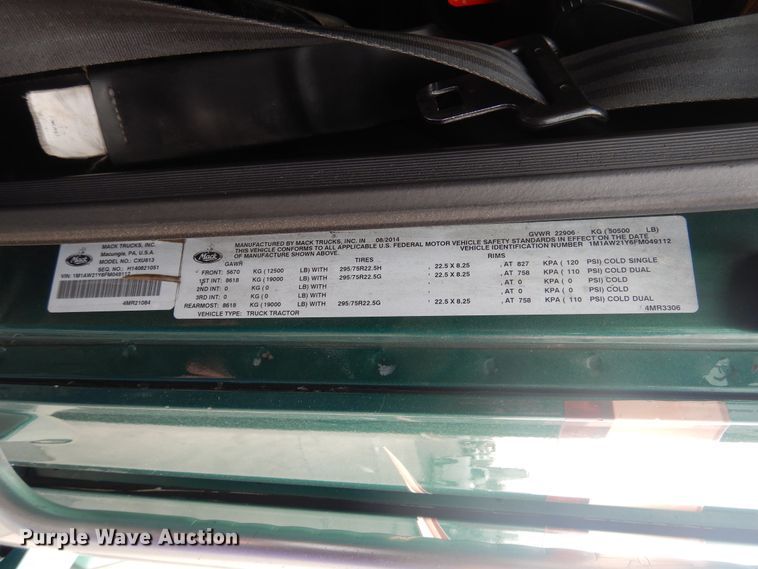 Mack
MACK TRUCKS, INC.
Macungie, PA, U.S.A.
MODEL NO.: CXU613
SEQ. NO.: H140821051
VIN: 1M1AW21Y6FM049112
4MR21084
Mack
MANUFACTURED BY MACK TRUCKS, INC. IN 08/2014 GVWR 22906 KG ( 50500 LB)
THIS VEHICLE CONFORMS TO ALL APPLICABLE U.S. FEDERAL MOTOR VEHICLE SAFETY STANDARDS IN EFFECT ON THE DATE
OF MANUFACTURE SHOWN ABOVE. VEHICLE IDENTIFICATION NUMBER 1M1AW21Y6FM049112
GAWR TIRES RIMS
FRONT: 5670 KG (12500 LB) WITH 295/75R22.5H , 22.5 X 8.25 , AT 827 KPA ( 120 PSI) COLD SINGLE
1ST INT: 8618 KG (19000 LB) WITH 295/75R22.5G , 22.5 X 8.25 , AT 758 KPA ( 110 PSI) COLD DUAL
2ND INT: 0 KG ( 0 LB) WITH , AT 0 KPA ( 0 PSI) COLD
3RD INT: 0 KG ( 0 LB) WITH , AT 0 KPA ( 0 PSI) COLD
REARMOST: 8618 KG (19000 LB) WITH 295/75R22.5G , 22.5 X 8.25 , AT 758 KPA ( 110 PSI) COLD DUAL
VEHICLE TYPE: TRUCK TRACTOR 4MR3306
Purple Wave Auction